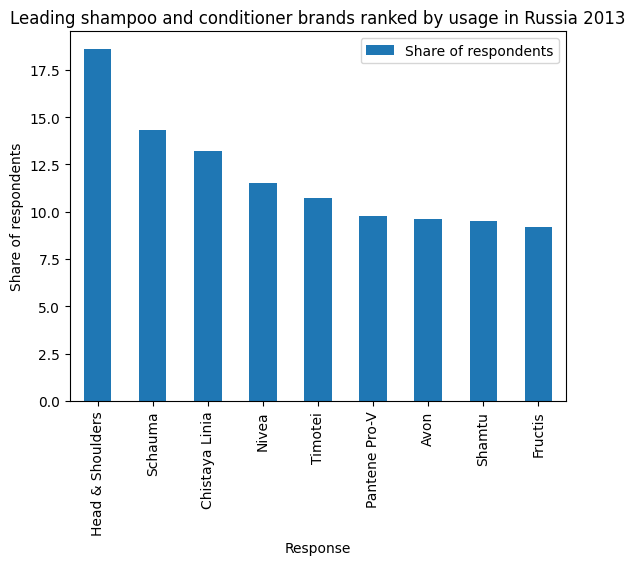 Leading shampoo and conditioner brands ranked by usage in Russia 2013
Share of respondents
Share of respondents
17.5
15.0
12.5
10.0
7.5
5.0
2.5
0.0
Head & Shoulders
Schauma
Chistaya Linia
Nivea
Timotei
Pantene Pro-V
Avon
Shamtu
Fructis
Response